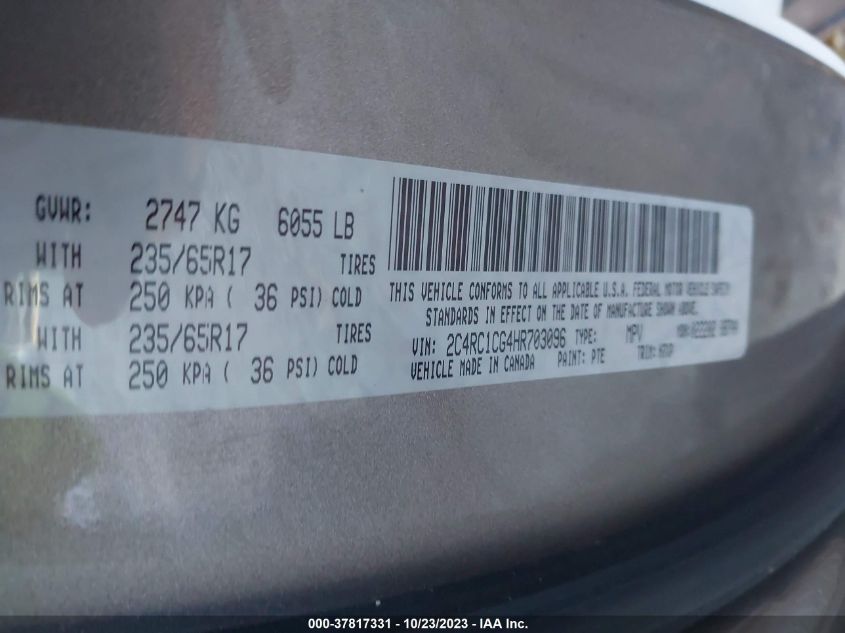 GVWR: 2747 KG 6055 LB
WITH 235/65R17 TIRES
RIMS AT 250 KPA ( 36 PSI) COLD
WITH 235/65R17 TIRES
RIMS AT 250 KPA ( 36 PSI) COLD
THIS VEHICLE CONFORMS TO ALL APPLICABLE U.S.A. FEDERAL MOTOR VEHICLE SAFETY
STANDARDS IN EFFECT ON THE DATE OF MANUFACTURE SHOWN ABOVE.
VIN: 2C4RC1CG4HR703096 TYPE: MPV MDH:
VEHICLE MADE IN CANADA PAINT: PTE TRIM:
000-37817331 - 10/23/2023 - IAA Inc.